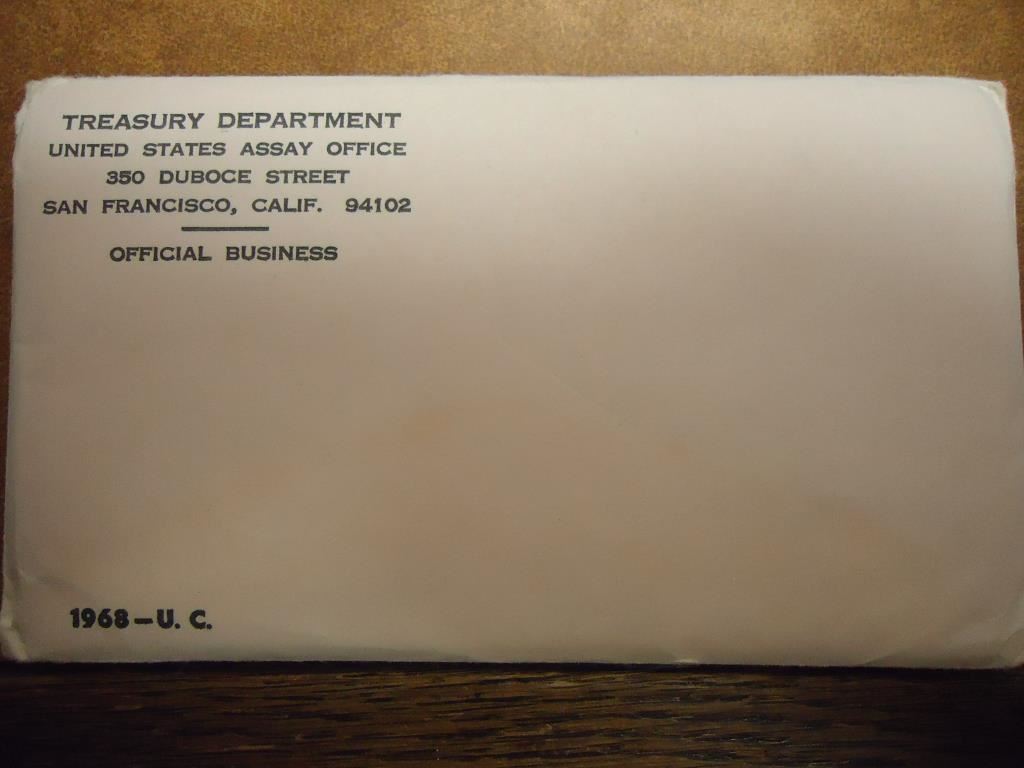 TREASURY DEPARTMENT
UNITED STATES ASSAY OFFICE
350 DUBOCE STREET
SAN FRANCISCO, CALIF. 94102
OFFICIAL BUSINESS
1968-U. C.